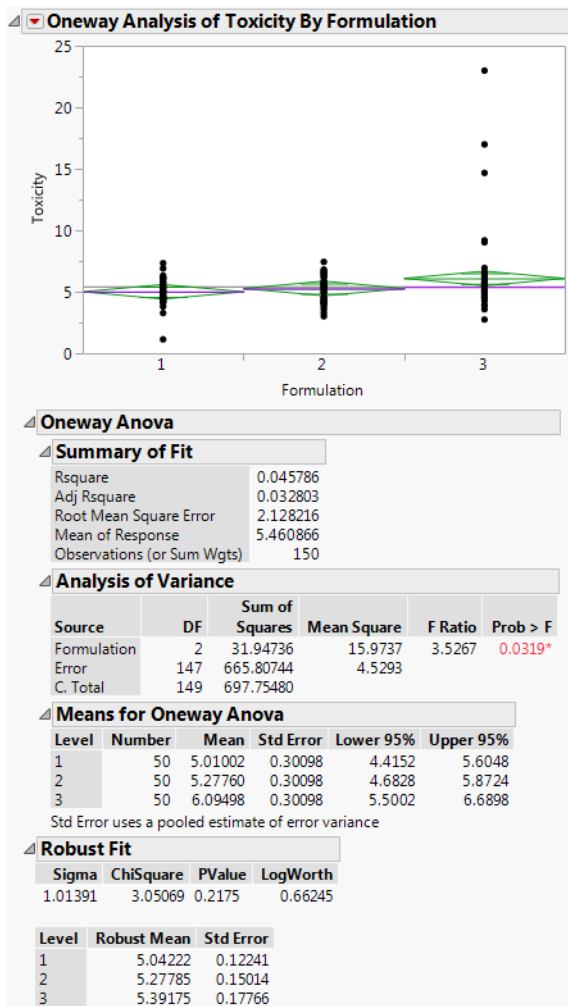 Oneway Analysis of Toxicity By Formulation
25
20
15
10
5
0
Toxicity
1 2 3
Formulation
Oneway Anova
Summary of Fit
Rsquare 0.045786
Adj Rsquare 0.032803
Root Mean Square Error 2.128216
Mean of Response 5.460866
Observations (or Sum Wgts) 150
Analysis of Variance
Sum of
Source DF Squares Mean Square F Ratio Prob > F
Formulation 2 31.94736 15.9737 3.5267 0.0319*
Error 147 665.80744 4.5293
C. Total 149 697.75480
Means for Oneway Anova
Level Number Mean Std Error Lower 95% Upper 95%
1 50 5.01002 0.30098 4.4152 5.6048
2 50 5.27760 0.30098 4.6828 5.8724
3 50 6.09498 0.30098 5.5002 6.6898
Std Error uses a pooled estimate of error variance
Robust Fit
Sigma ChiSquare PValue LogWorth
1.01391 3.05069 0.2175 0.66245
Level Robust Mean Std Error
1 5.04222 0.12241
2 5.27785 0.15014
3 5.39175 0.17766